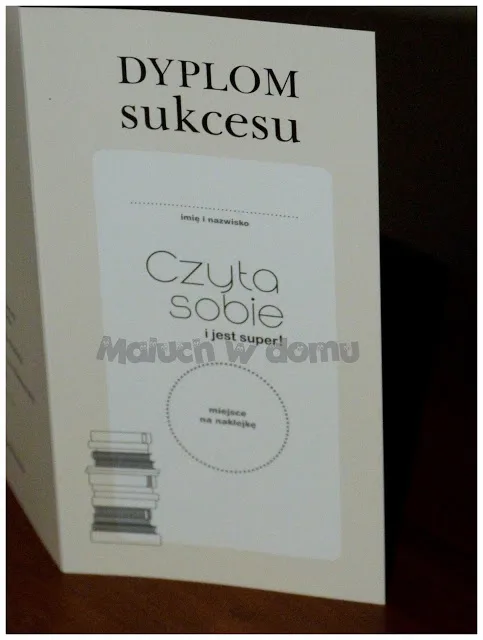 DYPLOM
sukcesu
imię i nazwisko
Czyta
sobie
i jest super!
Maluch w domu
miejsce
na naklejkę